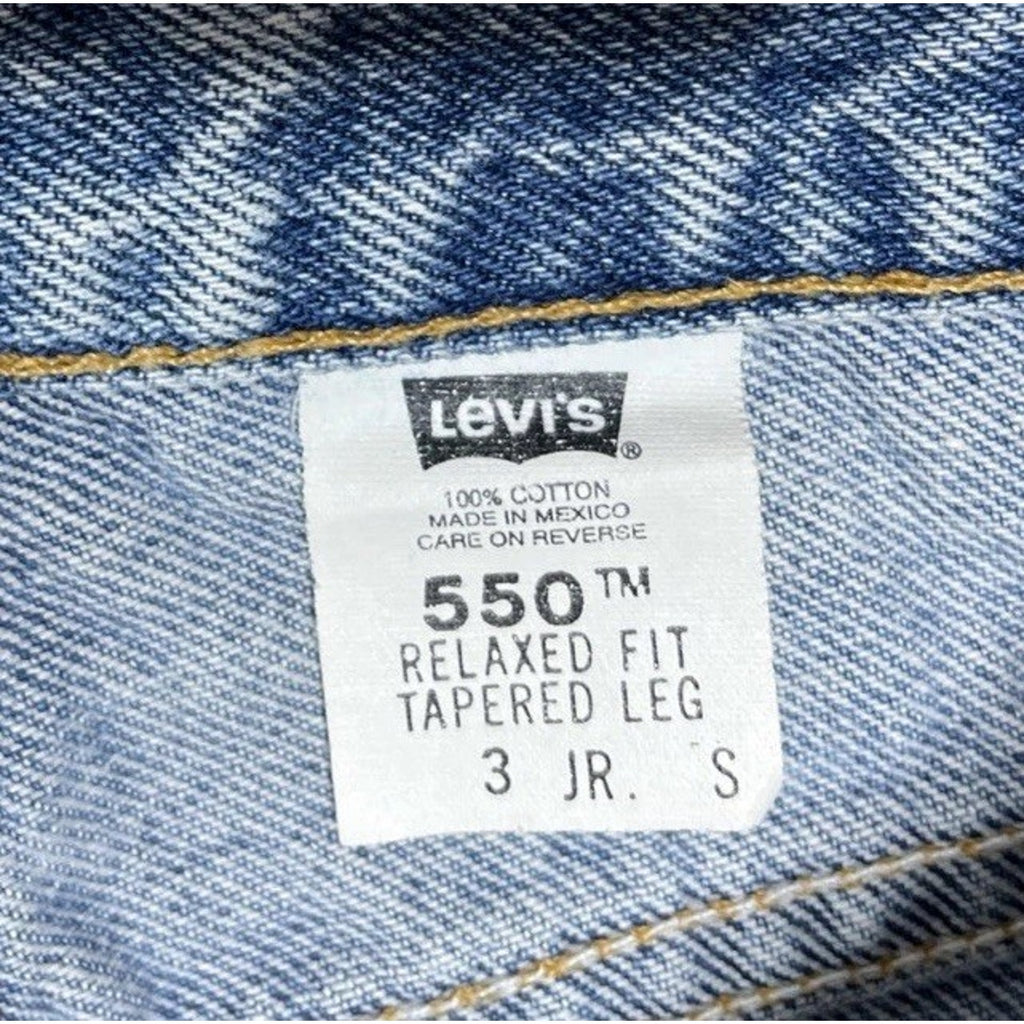 Levi's®
100% COTTON
MADE IN MEXICO
CARE ON REVERSE
550™
RELAXED FIT
TAPERED LEG
3 JR. S